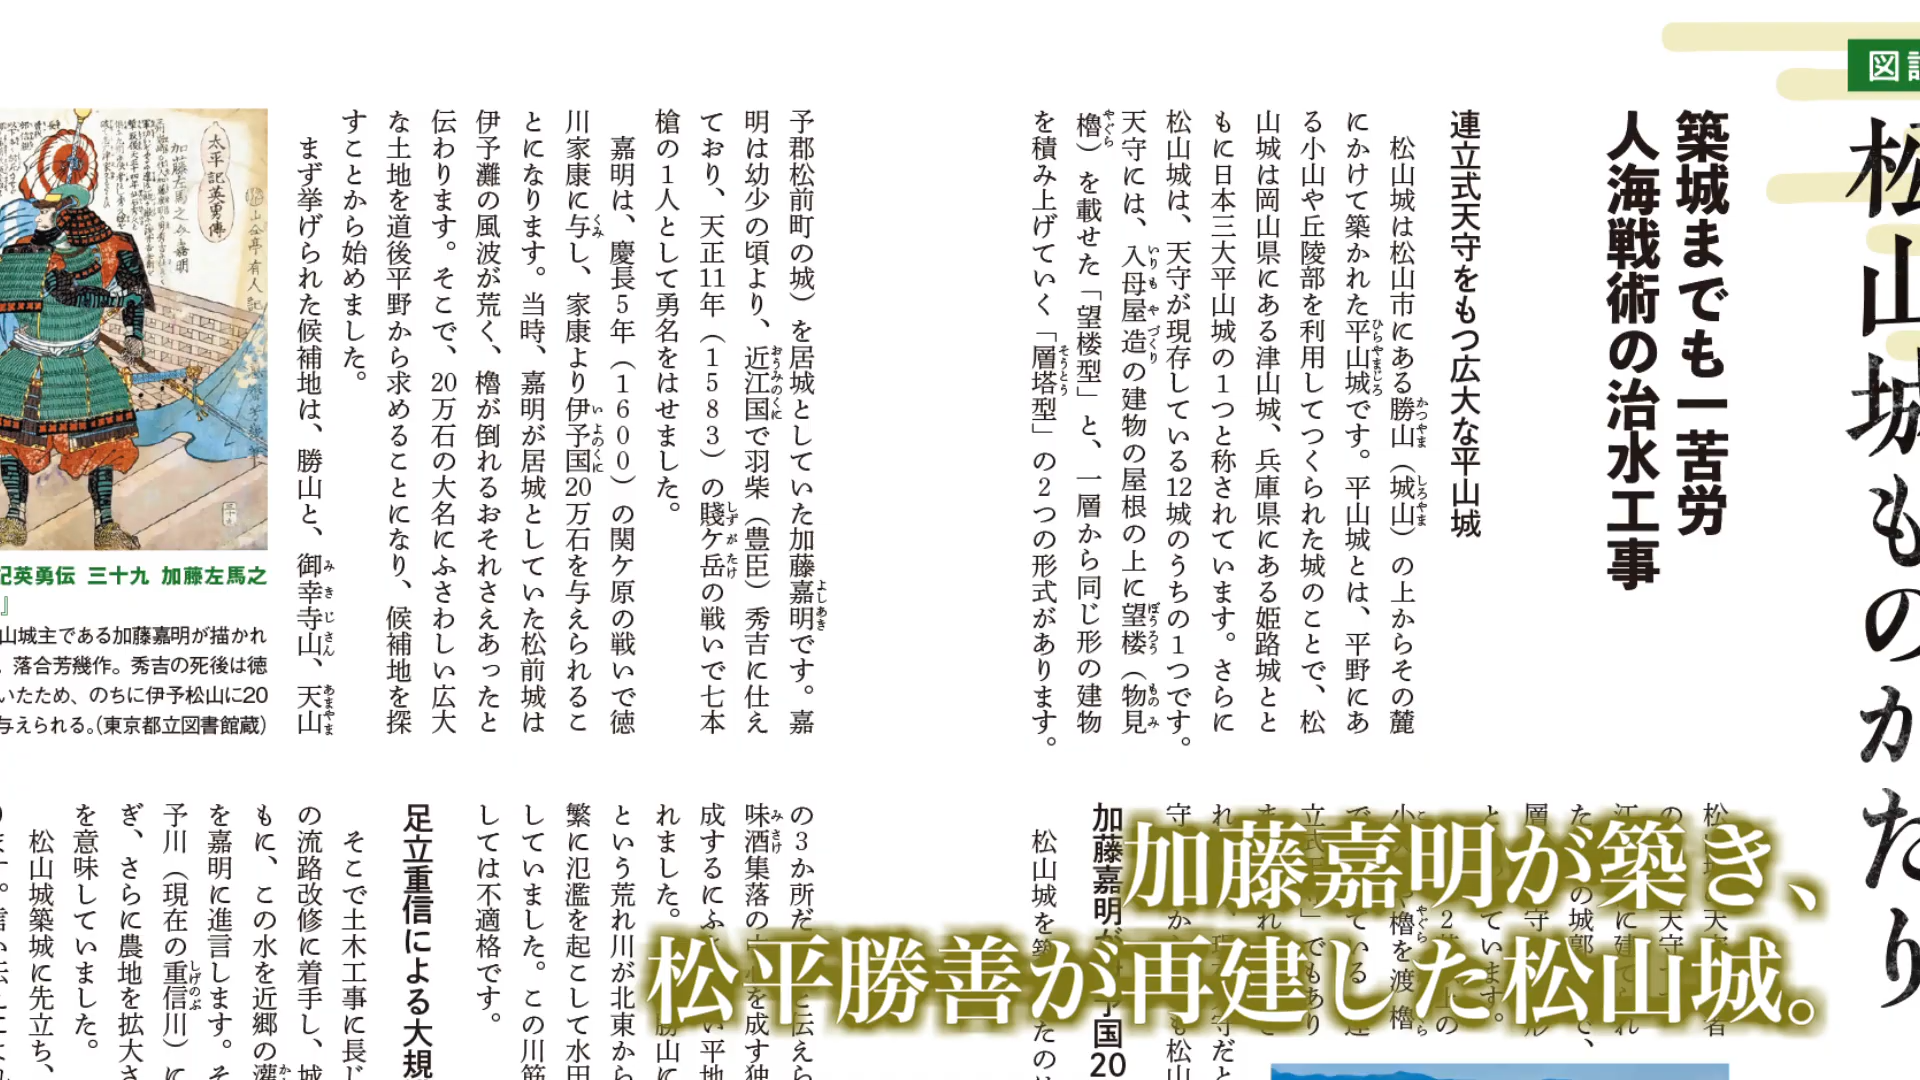 図
松山城ものがたり
築城までも一苦労
人海戦術の治水工事
連立式天守をもつ広大な平山城
松山城は松山市にある勝山（城山）の上からその麓
にかけて築かれた平山城です。平山城とは、平野にあ
る小山や丘陵部を利用してつくられた城のことで、松
山城は岡山県にある津山城、兵庫県にある姫路城とと
もに日本三大平山城の1つと称されています。さらに
松山城は、天守が現存している12城のうちの1つです。
天守には、入母屋造の建物の屋根の上に望楼（物見
櫓）を載せた「望楼型」と、一層から同じ形の建物
を積み上げていく「層塔型」の2つの形式があります。
予郡松前町の城）を居城としていた加藤嘉明です。嘉
明は幼少の頃より、近江国で羽柴（豊臣）秀吉に仕え
ており、天正11年（1583）の賤ケ岳の戦いで七本
槍の1人として勇名をはせました。
嘉明は、慶長5年（1600）の関ケ原の戦いで徳
川家康に与し、家康より伊予国20万石を与えられるこ
とになります。当時、嘉明が居城としていた松前城は
伊予灘の風波が荒く、櫓が倒れるおそれさえあったと
伝わります。そこで、20万石の大名にふさわしい広大
な土地を道後平野から求めることになり、候補地を探
すことから始めました。
まず挙げられた候補地は、勝山と、御幸寺山、天山
太平記英勇傳
加藤左馬之介嘉明
山々亭有人記
記英勇伝 三十九 加藤左馬之
』
山城主である加藤嘉明が描かれ
。落合芳幾作。秀吉の死後は徳
いたため、のちに伊予松山に20
与えられる。(東京都立図書館蔵)
加藤嘉明が
松山城を築
の3か所だ
味酒集落の
成するにふ
れました。
という荒れ川が北東から
繁に氾濫を起こして水田
していました。この川筋
しては不適格です。
足立重信による大規
そこで土木工事に長じ
の流路改修に着手し、城
もに、この水を近郷の灌
を嘉明に進言します。そ
予川（現在の重信川）に
ぎ、さらに農地を拡大さ
を意味していました。
松山城築城に先立ち、
加藤嘉明が築き、
松平勝善が再建した松山城。